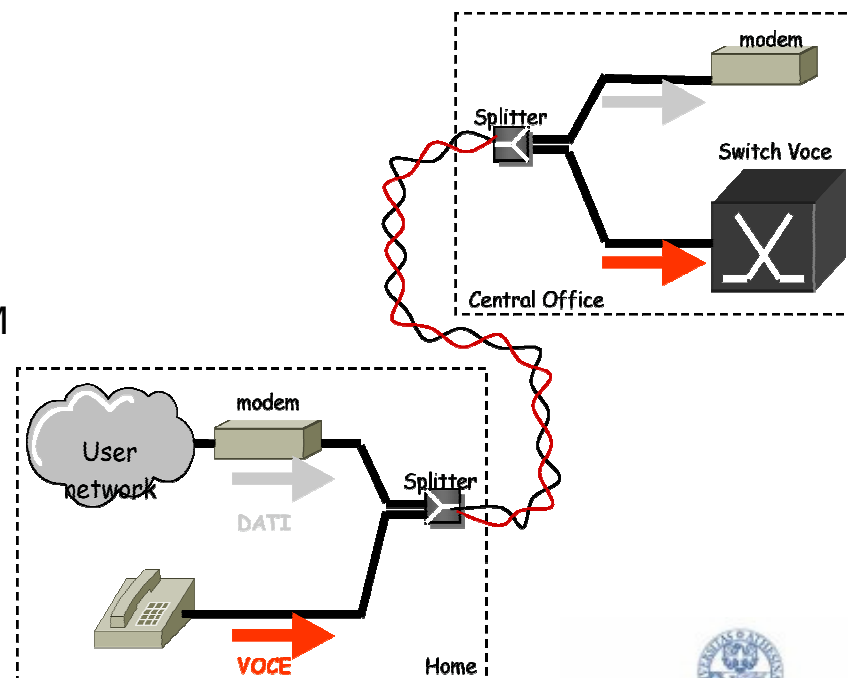 modem
Splitter
Switch Voce
Central Office
M
modem
User
network
Splitter
DATI
VOCE
Home